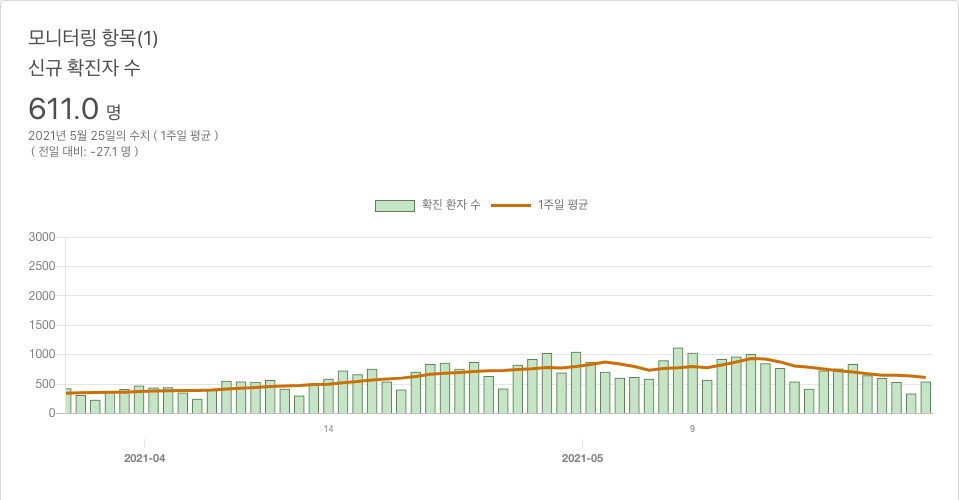 모니터링 항목(1)
신규 확진자 수
611.0 명
2021년 5월 25일의 수치 ( 1주일 평균 )
( 전일 대비: -27.1 명 )
확진 환자 수 1주일 평균
3000
2500
2000
1500
1000
500
0
14 9
2021-04 2021-05